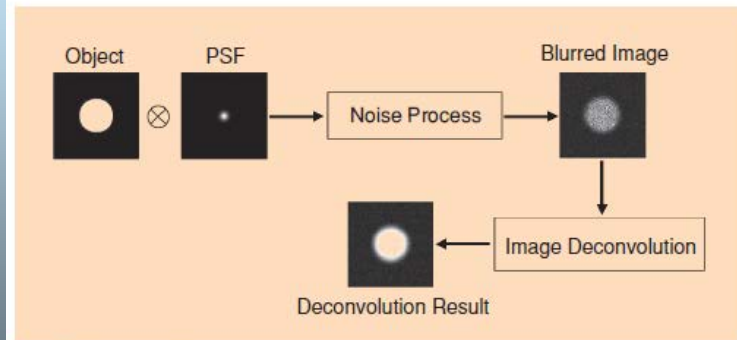 Object
PSF
Blurred Image
Noise Process
Image Deconvolution
Deconvolution Result